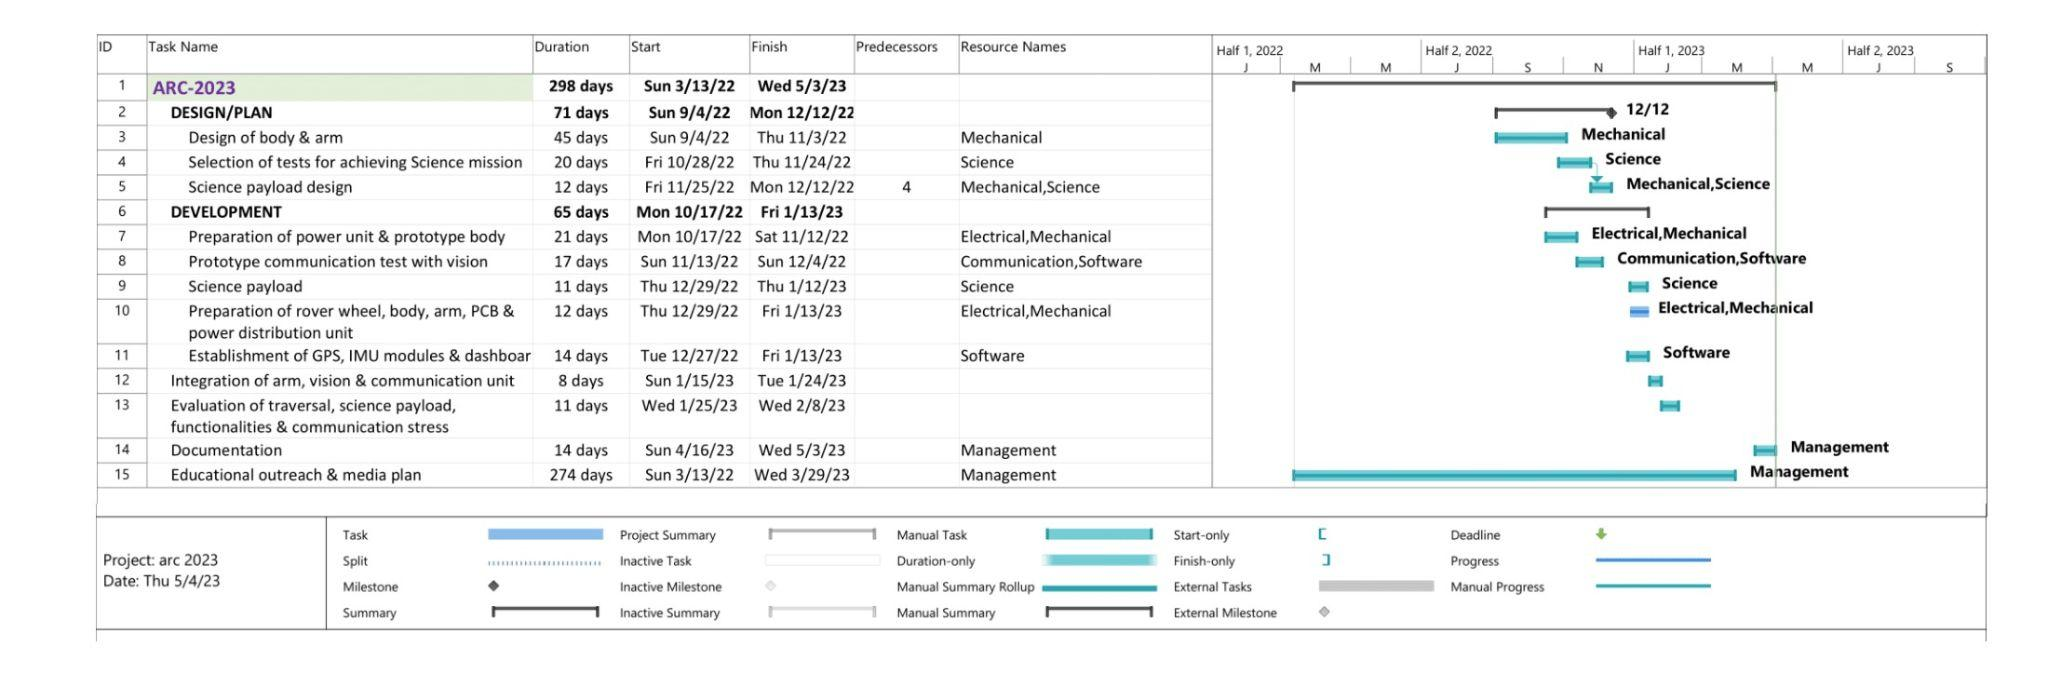 ID Task Name Duration Start Finish Predecessors Resource Names
Half 1, 2022 Half 2, 2022 Half 1, 2023 Half 2, 2023
J M M J S N J M M J S
1 ARC-2023 298 days Sun 3/13/22 Wed 5/3/23
2 DESIGN/PLAN 71 days Sun 9/4/22 Mon 12/12/22 12/12
3 Design of body & arm 45 days Sun 9/4/22 Thu 11/3/22 Mechanical Mechanical
4 Selection of tests for achieving Science mission 20 days Fri 10/28/22 Thu 11/24/22 Science Science
5 Science payload design 12 days Fri 11/25/22 Mon 12/12/22 4 Mechanical,Science Mechanical,Science
6 DEVELOPMENT 65 days Mon 10/17/22 Fri 1/13/23
7 Preparation of power unit & prototype body 21 days Mon 10/17/22 Sat 11/12/22 Electrical,Mechanical Electrical,Mechanical
8 Prototype communication test with vision 17 days Sun 11/13/22 Sun 12/4/22 Communication,Software Communication,Software
9 Science payload 11 days Thu 12/29/22 Thu 1/12/23 Science Science
10 Preparation of rover wheel, body, arm, PCB & 12 days Thu 12/29/22 Fri 1/13/23 Electrical,Mechanical Electrical,Mechanical
power distribution unit
11 Establishment of GPS, IMU modules & dashboar 14 days Tue 12/27/22 Fri 1/13/23 Software Software
12 Integration of arm, vision & communication unit 8 days Sun 1/15/23 Tue 1/24/23
13 Evaluation of traversal, science payload, 11 days Wed 1/25/23 Wed 2/8/23
functionalities & communication stress
14 Documentation 14 days Sun 4/16/23 Wed 5/3/23 Management Management
15 Educational outreach & media plan 274 days Sun 3/13/22 Wed 3/29/23 Management Management
Project: arc 2023
Date: Thu 5/4/23
Task Project Summary Manual Task Start-only Deadline
Split Inactive Task Duration-only Finish-only Progress
Milestone Inactive Milestone Manual Summary Rollup External Tasks Manual Progress
Summary Inactive Summary Manual Summary External Milestone